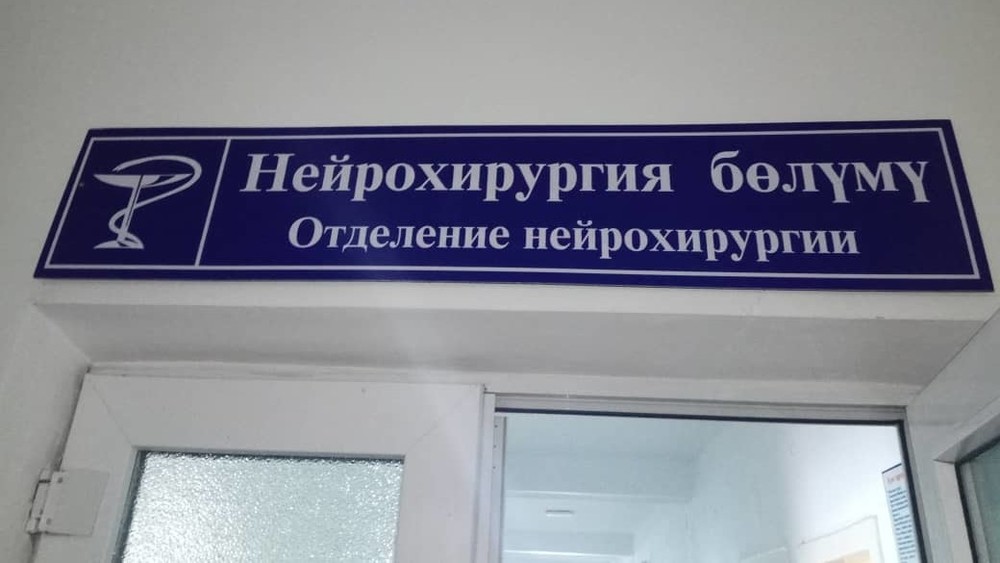 Нейрохирургия бөлүмү
Отделение нейрохирургии